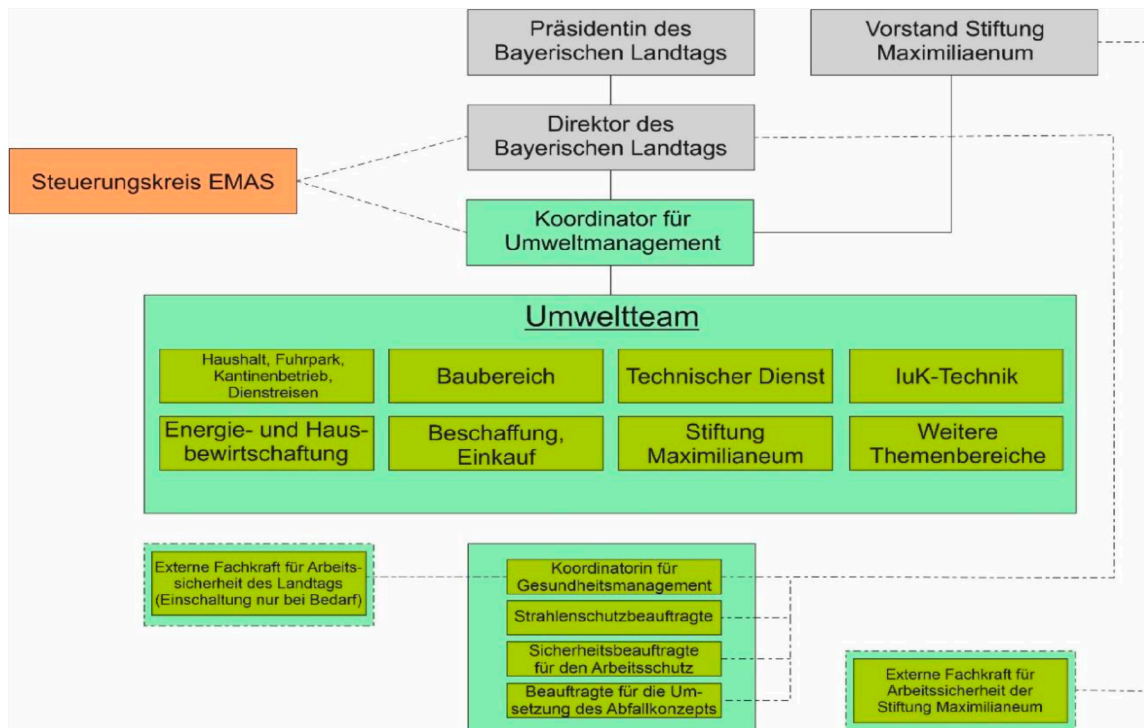 Präsidentin des
Bayerischen Landtags
Vorstand Stiftung
Maximiliaenum
Direktor des
Bayerischen Landtags
Steuerungskreis EMAS
Koordinator für
Umweltmanagement
Umweltteam
Haushalt, Fuhrpark,
Kantinenbetrieb,
Dienstreisen
Baubereich
Technischer Dienst
IuK-Technik
Energie- und Haus-
bewirtschaftung
Beschaffung,
Einkauf
Stiftung
Maximilianeum
Weitere
Themenbereiche
Externe Fachkraft für Arbeits-
sicherheit des Landtags
(Einschaltung nur bei Bedarf)
Koordinatorin für
Gesundheitsmanagement
Strahlenschutzbeauftragte
Sicherheitsbeauftragte
für den Arbeitsschutz
Beauftragte für die Um-
setzung des Abfallkonzepts
Externe Fachkraft für
Arbeitssicherheit der
Stiftung Maximilianeum